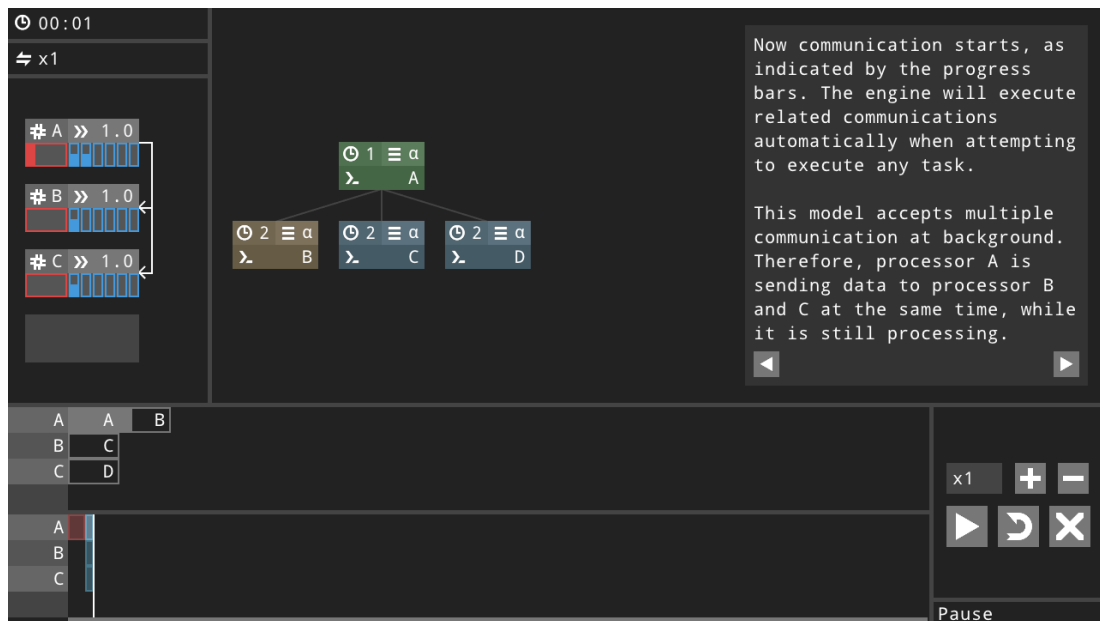 00:01
x1
A 1.0
B 1.0
C 1.0
1 α
A
2 α
B
2 α
C
2 α
D
Now communication starts, as
indicated by the progress
bars. The engine will execute
related communications
automatically when attempting
to execute any task.
This model accepts multiple
communication at background.
Therefore, processor A is
sending data to processor B
and C at the same time, while
it is still processing.
A A B
B C
C D
A
B
C
x1
Pause